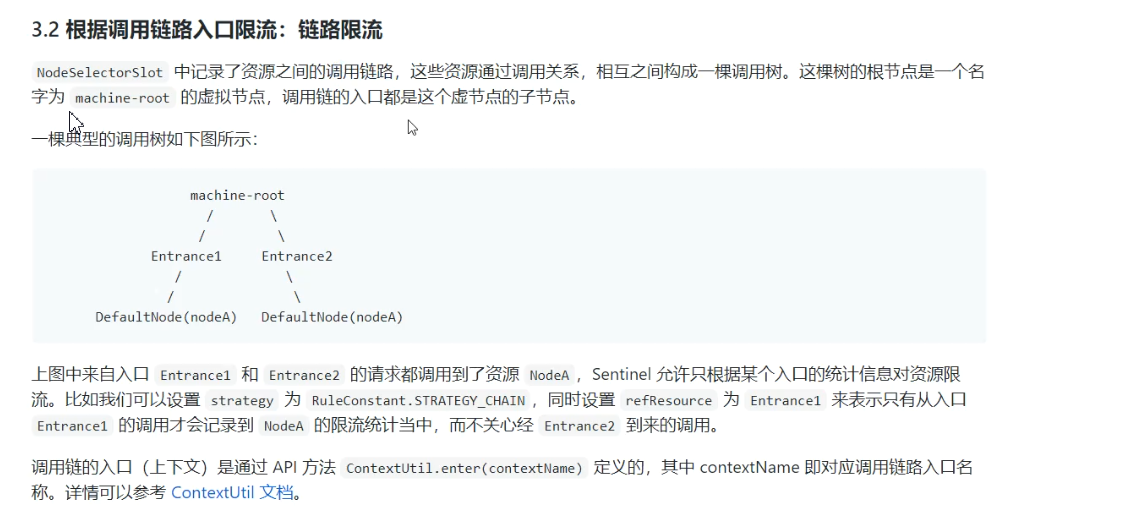 3.2 根据调用链路入口限流：链路限流
NodeSelectorSlot 中记录了资源之间的调用链路，这些资源通过调用关系，相互之间构成一棵调用树。这棵树的根节点是一个名
字为 machine-root 的虚拟节点，调用链的入口都是这个虚节点的子节点。
一棵典型的调用树如下图所示：
machine-root
/ \
/ \
Entrance1 Entrance2
/ \
/ \
DefaultNode(nodeA) DefaultNode(nodeA)
上图中来自入口 Entrance1 和 Entrance2 的请求都调用到了资源 NodeA，Sentinel 允许只根据某个入口的统计信息对资源限
流。比如我们可以设置 strategy 为 RuleConstant.STRATEGY_CHAIN，同时设置 refResource 为 Entrance1 来表示只有从入口
Entrance1 的调用才会记录到 NodeA 的限流统计当中，而不关心经 Entrance2 到来的调用。
调用链的入口（上下文）是通过 API 方法 ContextUtil.enter(contextName) 定义的，其中 contextName 即对应调用链路入口名
称。详情可以参考 ContextUtil 文档。